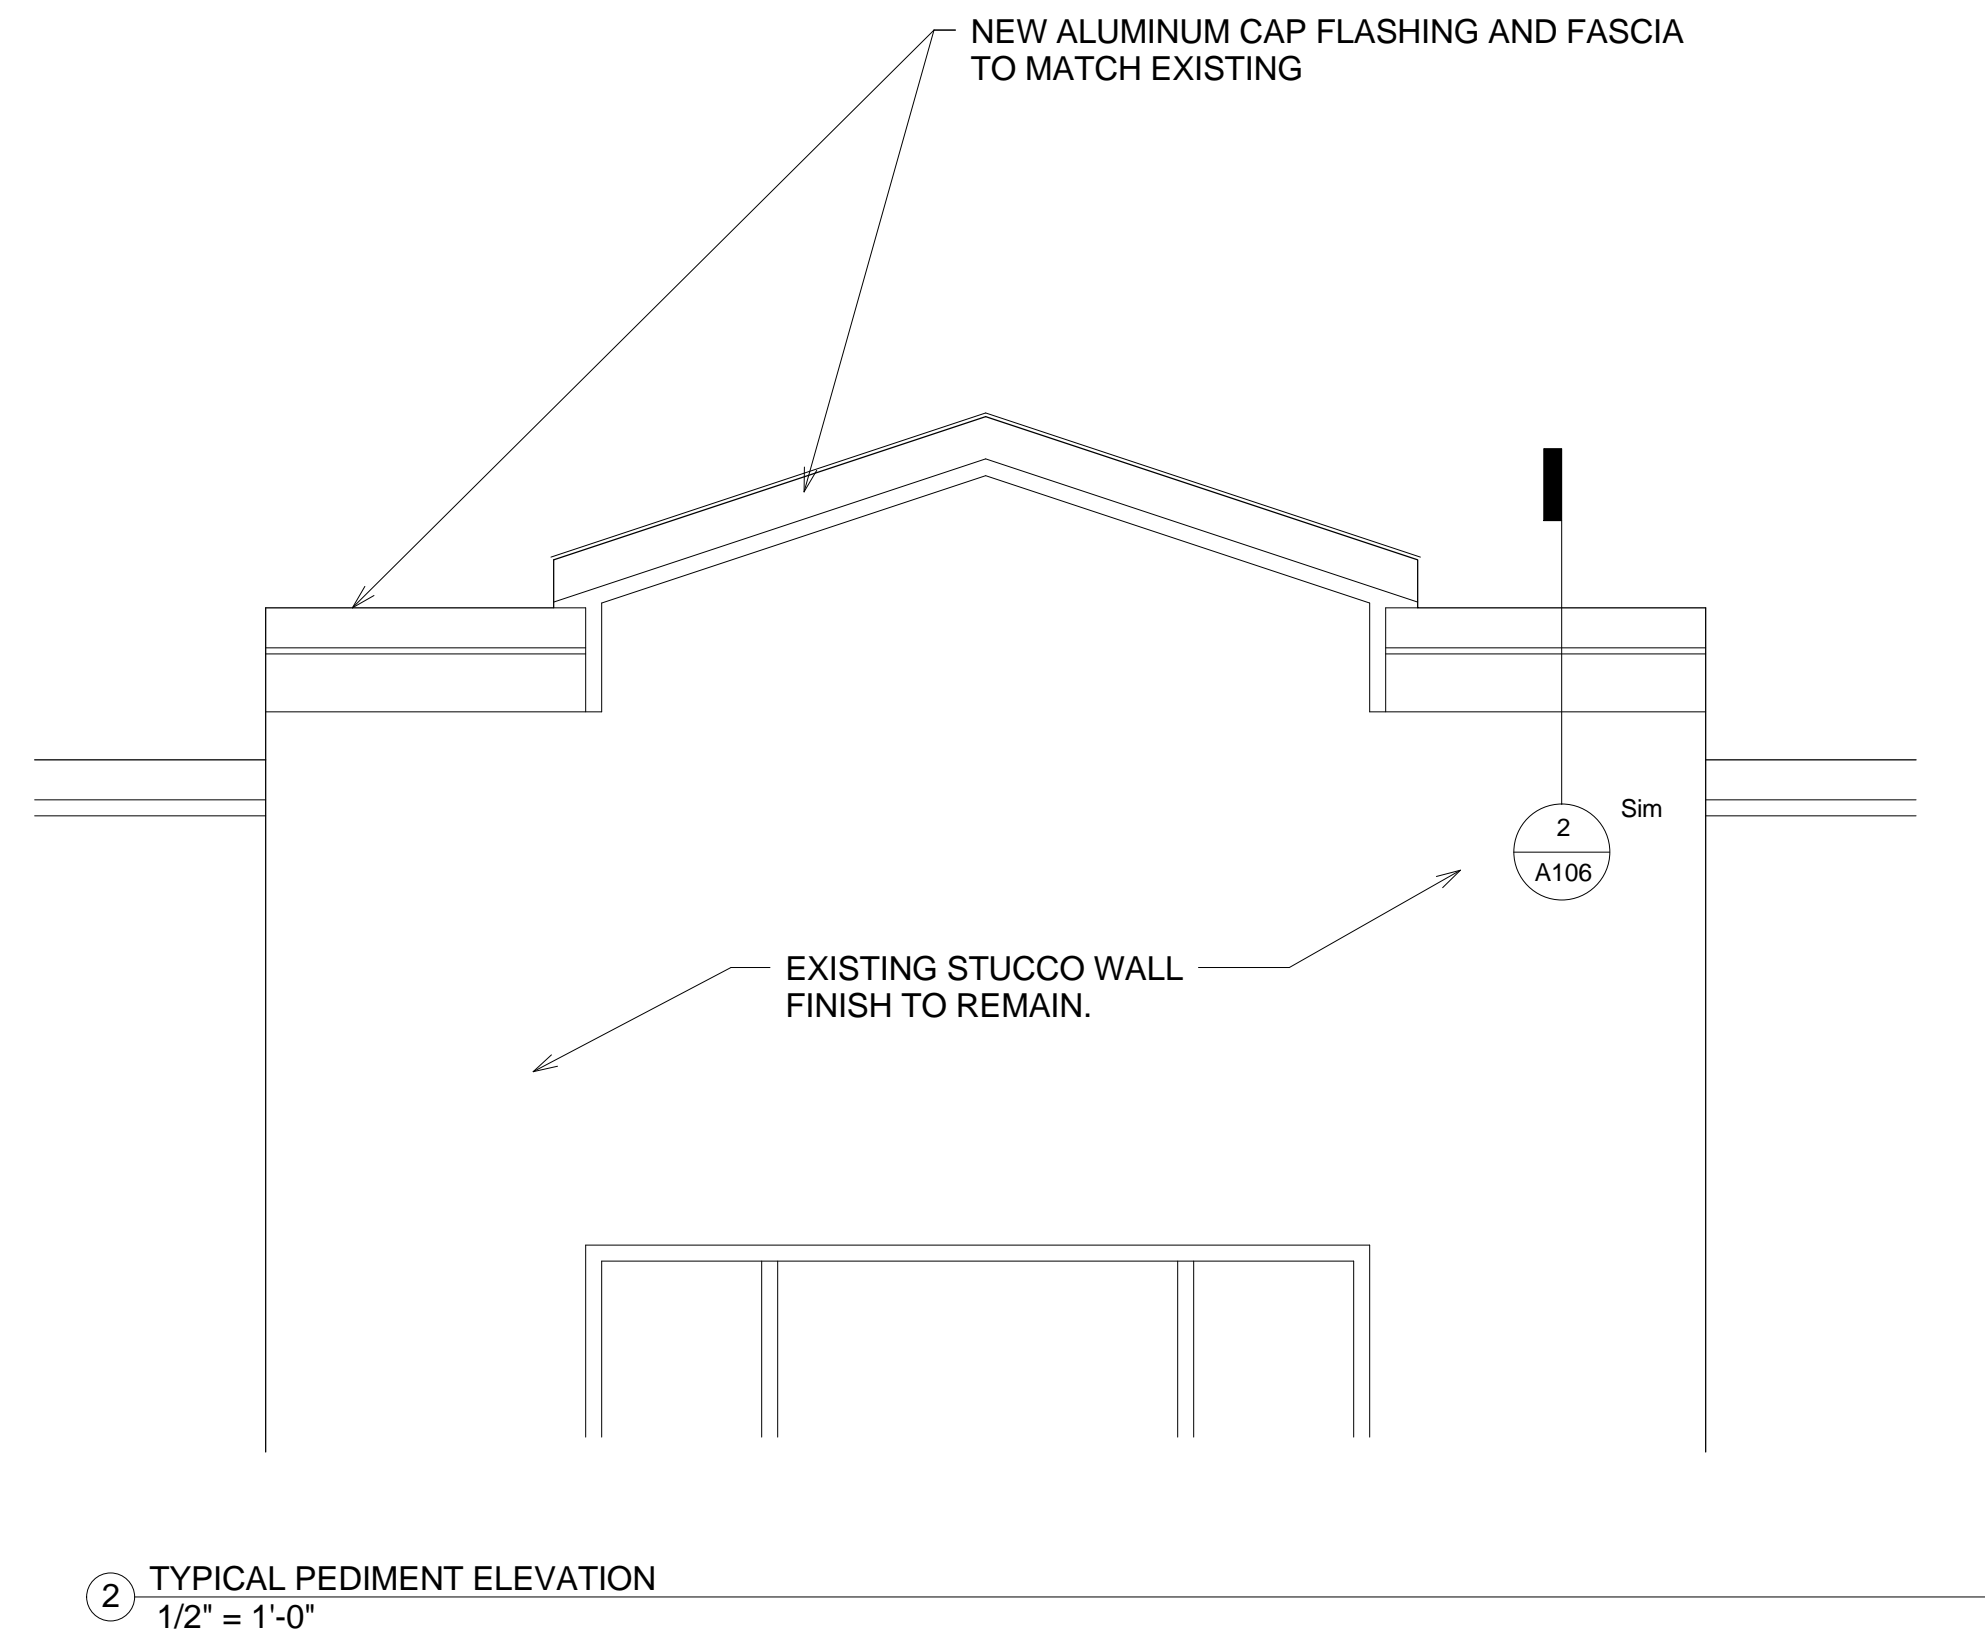 NEW ALUMINUM CAP FLASHING AND FASCIA
TO MATCH EXISTING
Sim
2
A106
EXISTING STUCCO WALL
FINISH TO REMAIN.
2
TYPICAL PEDIMENT ELEVATION
1/2" = 1'-0"